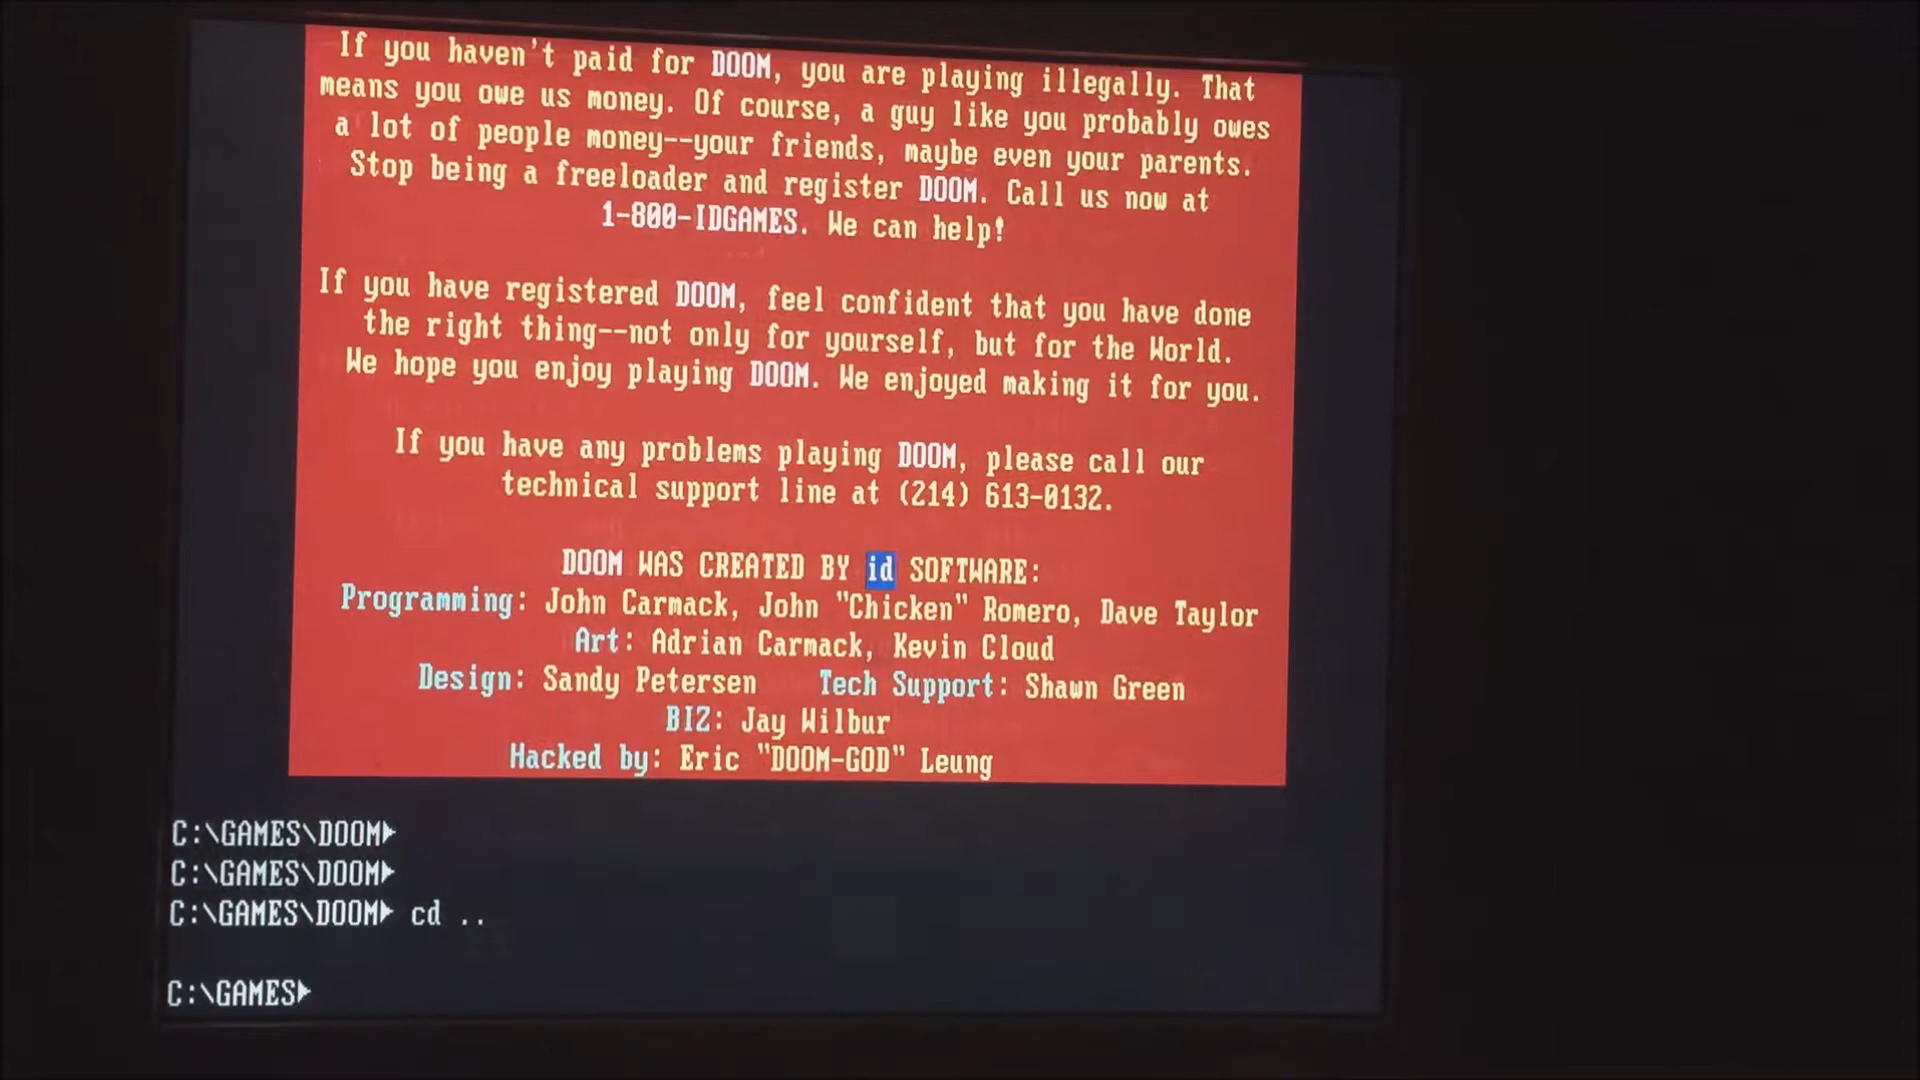 If you haven't paid for DOOM, you are playing illegally. That
means you owe us money. Of course, a guy like you probably owes
a lot of people money--your friends, maybe even your parents.
Stop being a freeloader and register DOOM. Call us now at
1-800-IDGAMES. We can help!
If you have registered DOOM, feel confident that you have done
the right thing--not only for yourself, but for the World.
We hope you enjoy playing DOOM. We enjoyed making it for you.
If you have any problems playing DOOM, please call our
technical support line at (214) 613-0132.
DOOM WAS CREATED BY id SOFTWARE:
Programming: John Carmack, John "Chicken" Romero, Dave Taylor
Art: Adrian Carmack, Kevin Cloud
Design: Sandy Petersen    Tech Support: Shawn Green
BIZ: Jay Wilbur
Hacked by: Eric "DOOM-GOD" Leung
C:\GAMES\DOOM►
C:\GAMES\DOOM►
C:\GAMES\DOOM► cd ..
C:\GAMES►